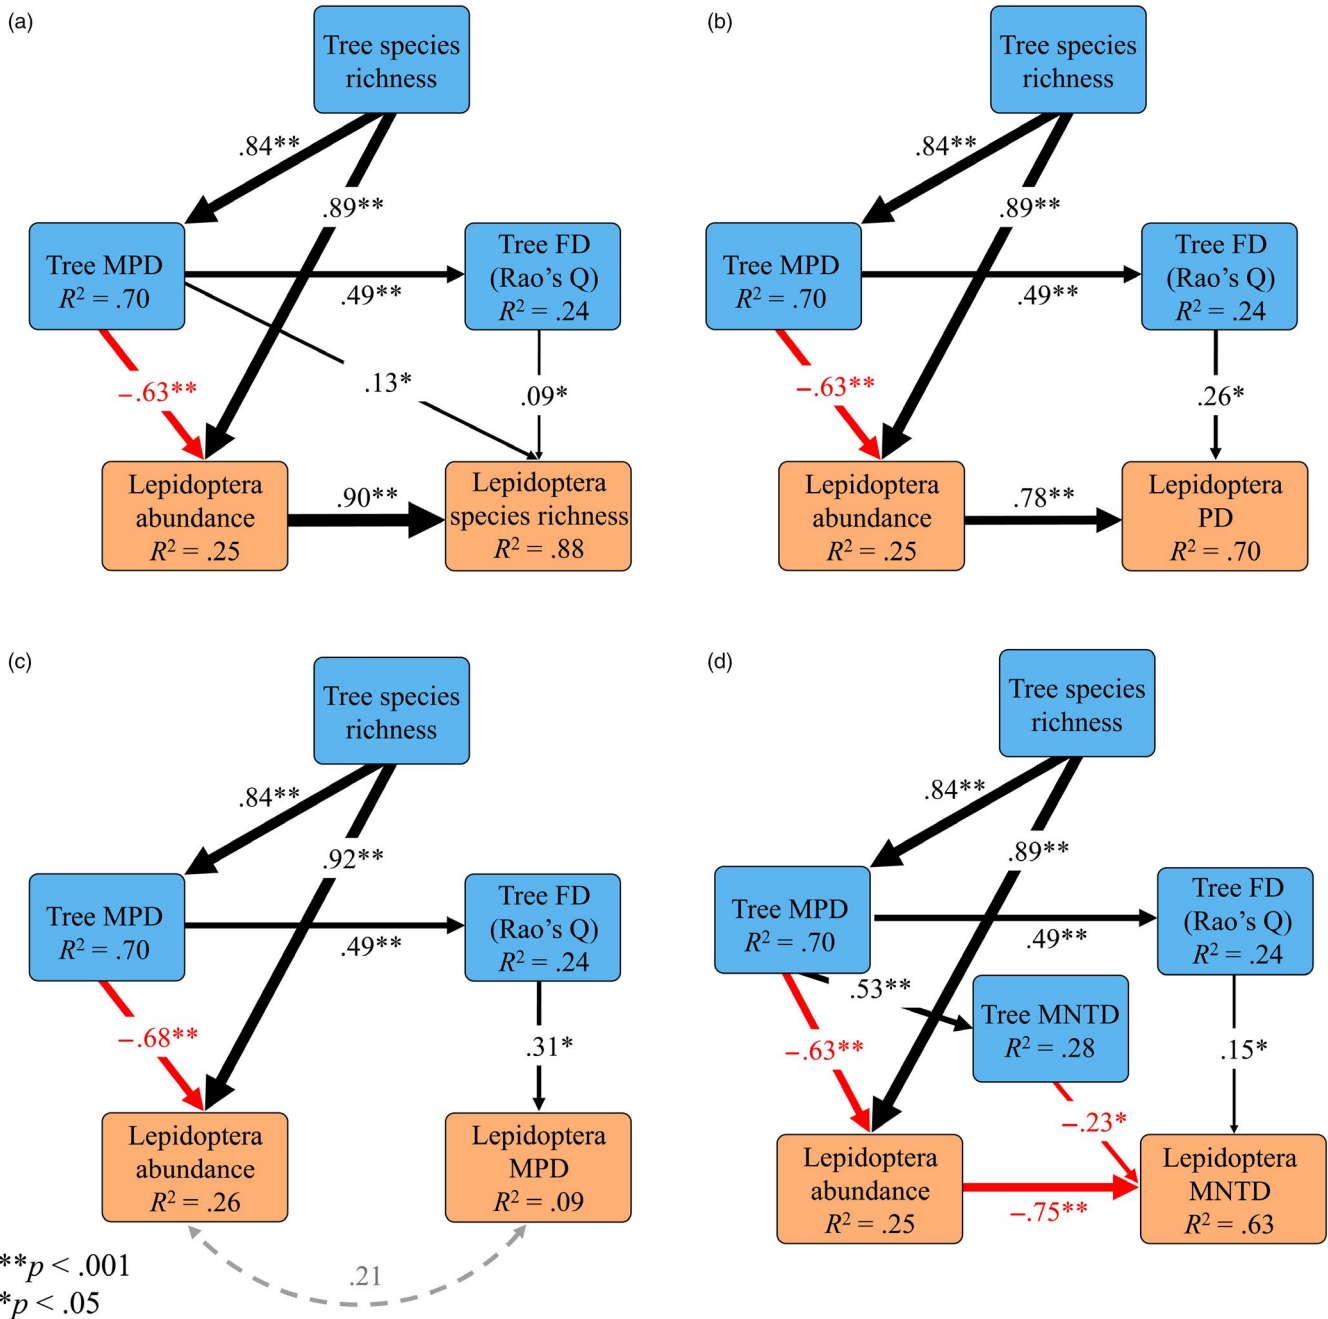 (a)
Tree species
richness
.84**
.89**
Tree MPD
R² = .70
Tree FD
(Rao’s Q)
R² = .24
.49**
−.63**
.13*
.09*
Lepidoptera
abundance
R² = .25
.90**
Lepidoptera
species richness
R² = .88
(b)
Tree species
richness
.84**
.89**
Tree MPD
R² = .70
Tree FD
(Rao’s Q)
R² = .24
.49**
−.63**
.26*
Lepidoptera
abundance
R² = .25
.78**
Lepidoptera
PD
R² = .70
(c)
Tree species
richness
.84**
.92**
Tree MPD
R² = .70
Tree FD
(Rao’s Q)
R² = .24
.49**
−.68**
.31*
Lepidoptera
abundance
R² = .26
Lepidoptera
MPD
R² = .09
.21
**p < .001
*p < .05
(d)
Tree species
richness
.84**
.89**
Tree MPD
R² = .70
Tree FD
(Rao’s Q)
R² = .24
.49**
.53**
Tree MNTD
R² = .28
−.63**
.15*
−.23*
Lepidoptera
abundance
R² = .25
−.75**
Lepidoptera
MNTD
R² = .63